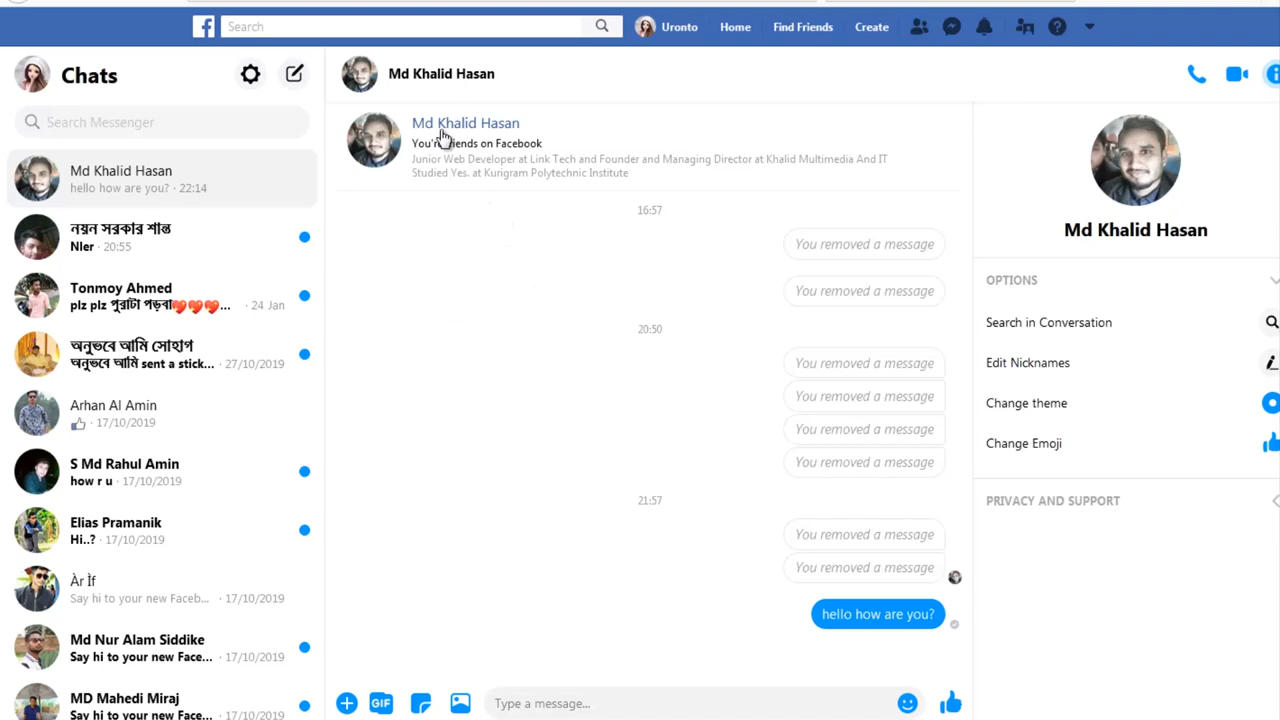 f Search Uronto Home Find Friends Create
Chats
Search Messenger
Md Khalid Hasan
hello how are you? · 22:14
নয়ন সরকার শান্ত
Nler · 20:55
Tonmoy Ahmed
plz plz পুরাটা পড়বা💖💖💖... · 24 Jan
অনুভবে আমি সোহাগ
অনুভবে আমি sent a stick... · 27/10/2019
Arhan Al Amin
· 17/10/2019
S Md Rahul Amin
how r u · 17/10/2019
Elias Pramanik
Hi..? · 17/10/2019
Àr Ìf
Say hi to your new Faceb... · 17/10/2019
Md Nur Alam Siddike
Say hi to your new Face... · 17/10/2019
MD Mahedi Miraj
Say hi to your new Face... · 17/10/2019
Md Khalid Hasan
Md Khalid Hasan
You're friends on Facebook
Junior Web Developer at Link Tech and Founder and Managing Director at Khalid Multimedia And IT
Studied Yes. at Kurigram Polytechnic Institute
16:57
You removed a message
You removed a message
20:50
You removed a message
You removed a message
You removed a message
You removed a message
21:57
You removed a message
You removed a message
hello how are you?
GIF Type a message...
Md Khalid Hasan
OPTIONS
Search in Conversation
Edit Nicknames
Change theme
Change Emoji
PRIVACY AND SUPPORT